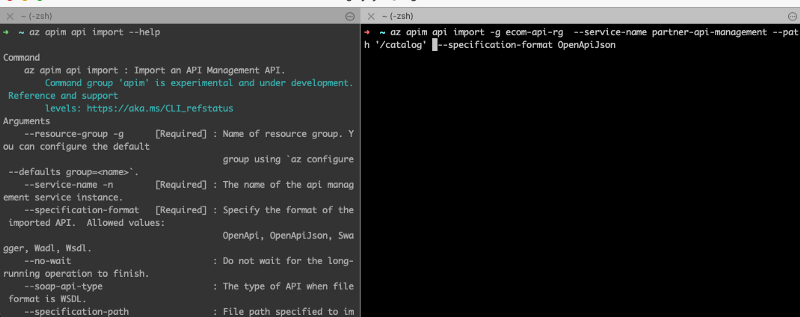 ~ (-zsh)
➜ ~ az apim api import --help
Command
az apim api import : Import an API Management API.
Command group 'apim' is experimental and under development.
Reference and support
levels: https://aka.ms/CLI_refstatus
Arguments
--resource-group -g [Required] : Name of resource group. Y
ou can configure the default
group using `az configure
--defaults group=<name>`.
--service-name -n [Required] : The name of the api manag
ement service instance.
--specification-format [Required] : Specify the format of the
imported API. Allowed values:
OpenApi, OpenApiJson, Swa
gger, Wadl, Wsdl.
--no-wait : Do not wait for the long-
running operation to finish.
--soap-api-type : The type of API when file
format is WSDL.
--specification-path : File path specified to im
~ (-zsh)
➜ ~ az apim api import -g ecom-api-rg --service-name partner-api-management --pat
h '/catalog' --specification-format OpenApiJson